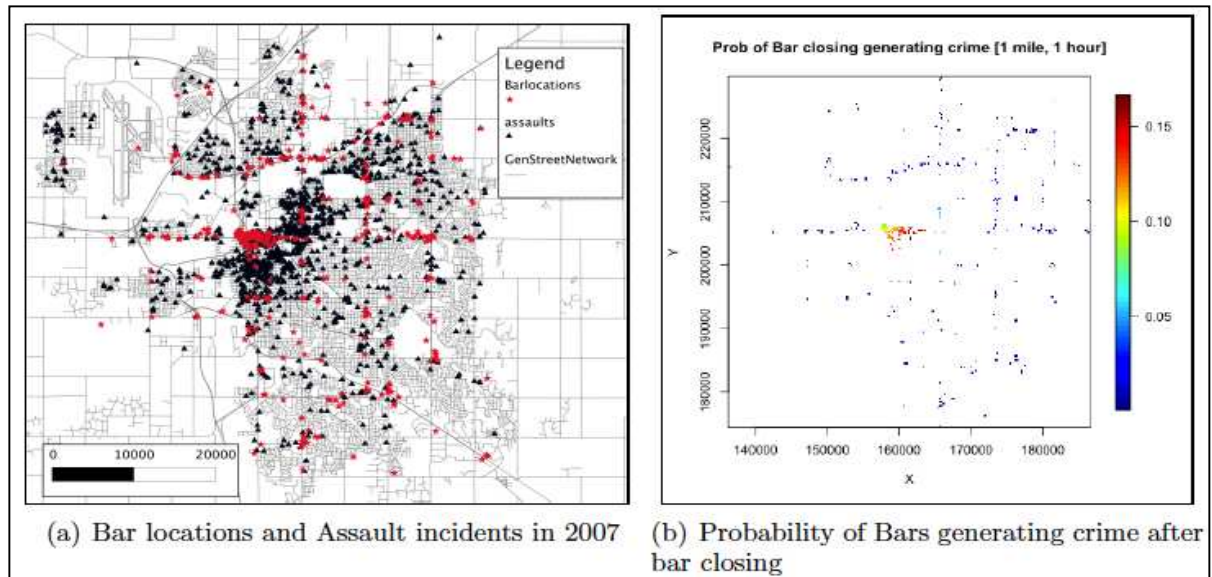 Legend
Barlocations
assaults
GenStreetNetwork
0 10000 20000
(a) Bar locations and Assault incidents in 2007
Prob of Bar closing generating crime [1 mile, 1 hour]
Y
220000
210000
200000
190000
180000
140000 150000 160000 170000 180000
X
0.15
0.10
0.05
(b) Probability of Bars generating crime after
bar closing